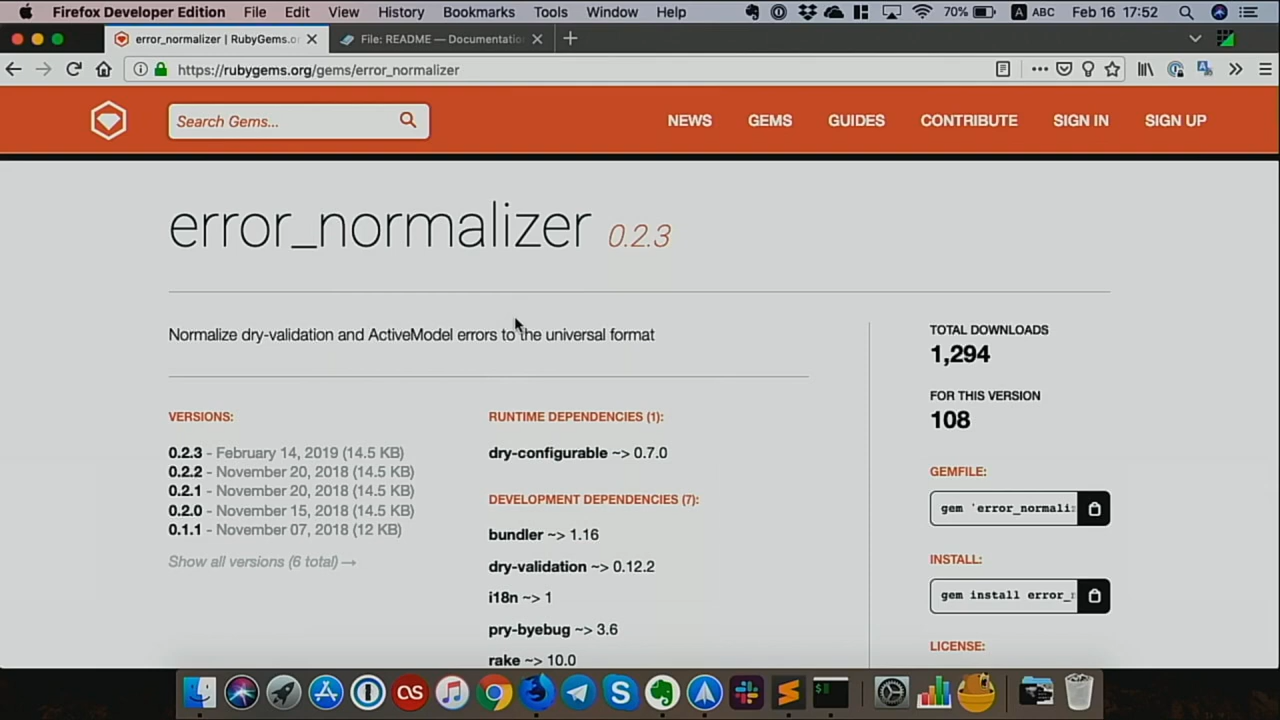 Firefox Developer Edition File Edit View History Bookmarks Tools Window Help 70% A ABC Feb 16 17:52
error_normalizer | RubyGems.o File: README — Documentatio
https://rubygems.org/gems/error_normalizer
Search Gems... NEWS GEMS GUIDES CONTRIBUTE SIGN IN SIGN UP
error_normalizer 0.2.3
Normalize dry-validation and ActiveModel errors to the universal format
TOTAL DOWNLOADS
1,294
FOR THIS VERSION
108
VERSIONS:
0.2.3 - February 14, 2019 (14.5 KB)
0.2.2 - November 20, 2018 (14.5 KB)
0.2.1 - November 20, 2018 (14.5 KB)
0.2.0 - November 15, 2018 (14.5 KB)
0.1.1 - November 07, 2018 (12 KB)
Show all versions (6 total) →
RUNTIME DEPENDENCIES (1):
dry-configurable ~> 0.7.0
DEVELOPMENT DEPENDENCIES (7):
bundler ~> 1.16
dry-validation ~> 0.12.2
i18n ~> 1
pry-byebug ~> 3.6
rake ~> 10.0
GEMFILE:
gem 'error_normali
INSTALL:
gem install error_
LICENSE: